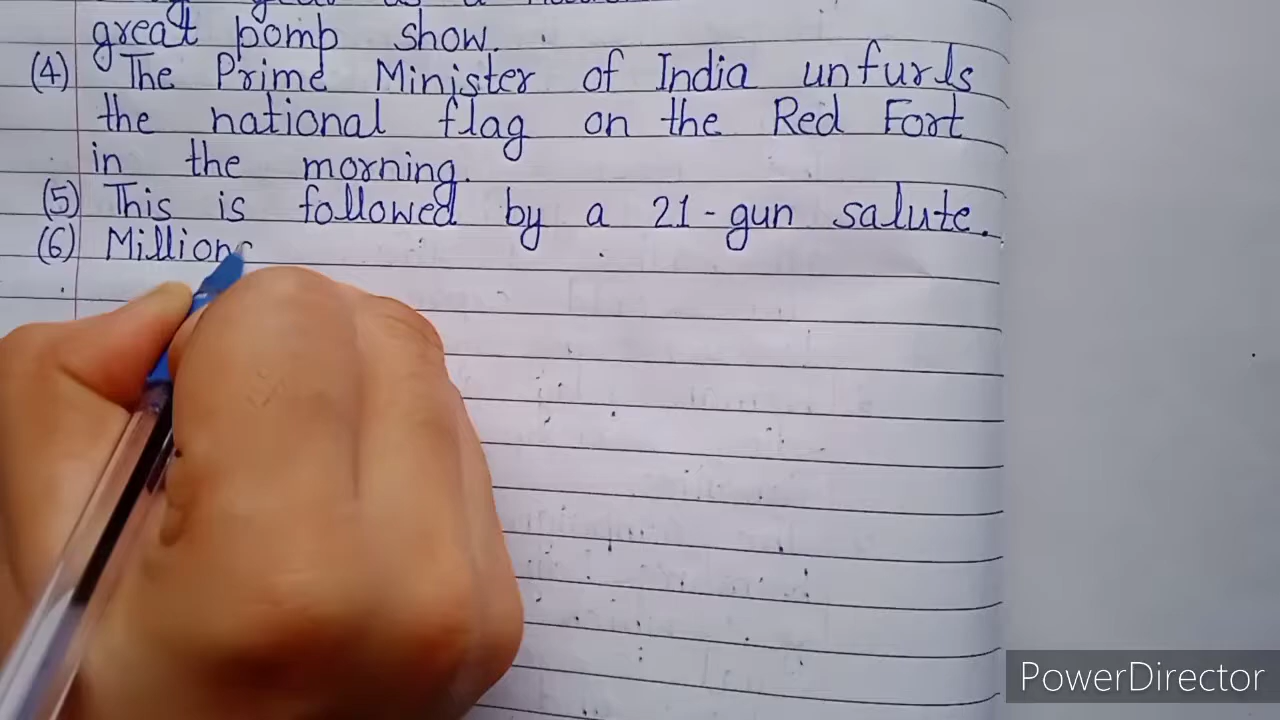 great pomp show.
(4) The Prime Minister of India unfurls
the national flag on the Red Fort
in the morning.
(5) This is followed by a 21-gun salute.
(6) Millions
PowerDirector